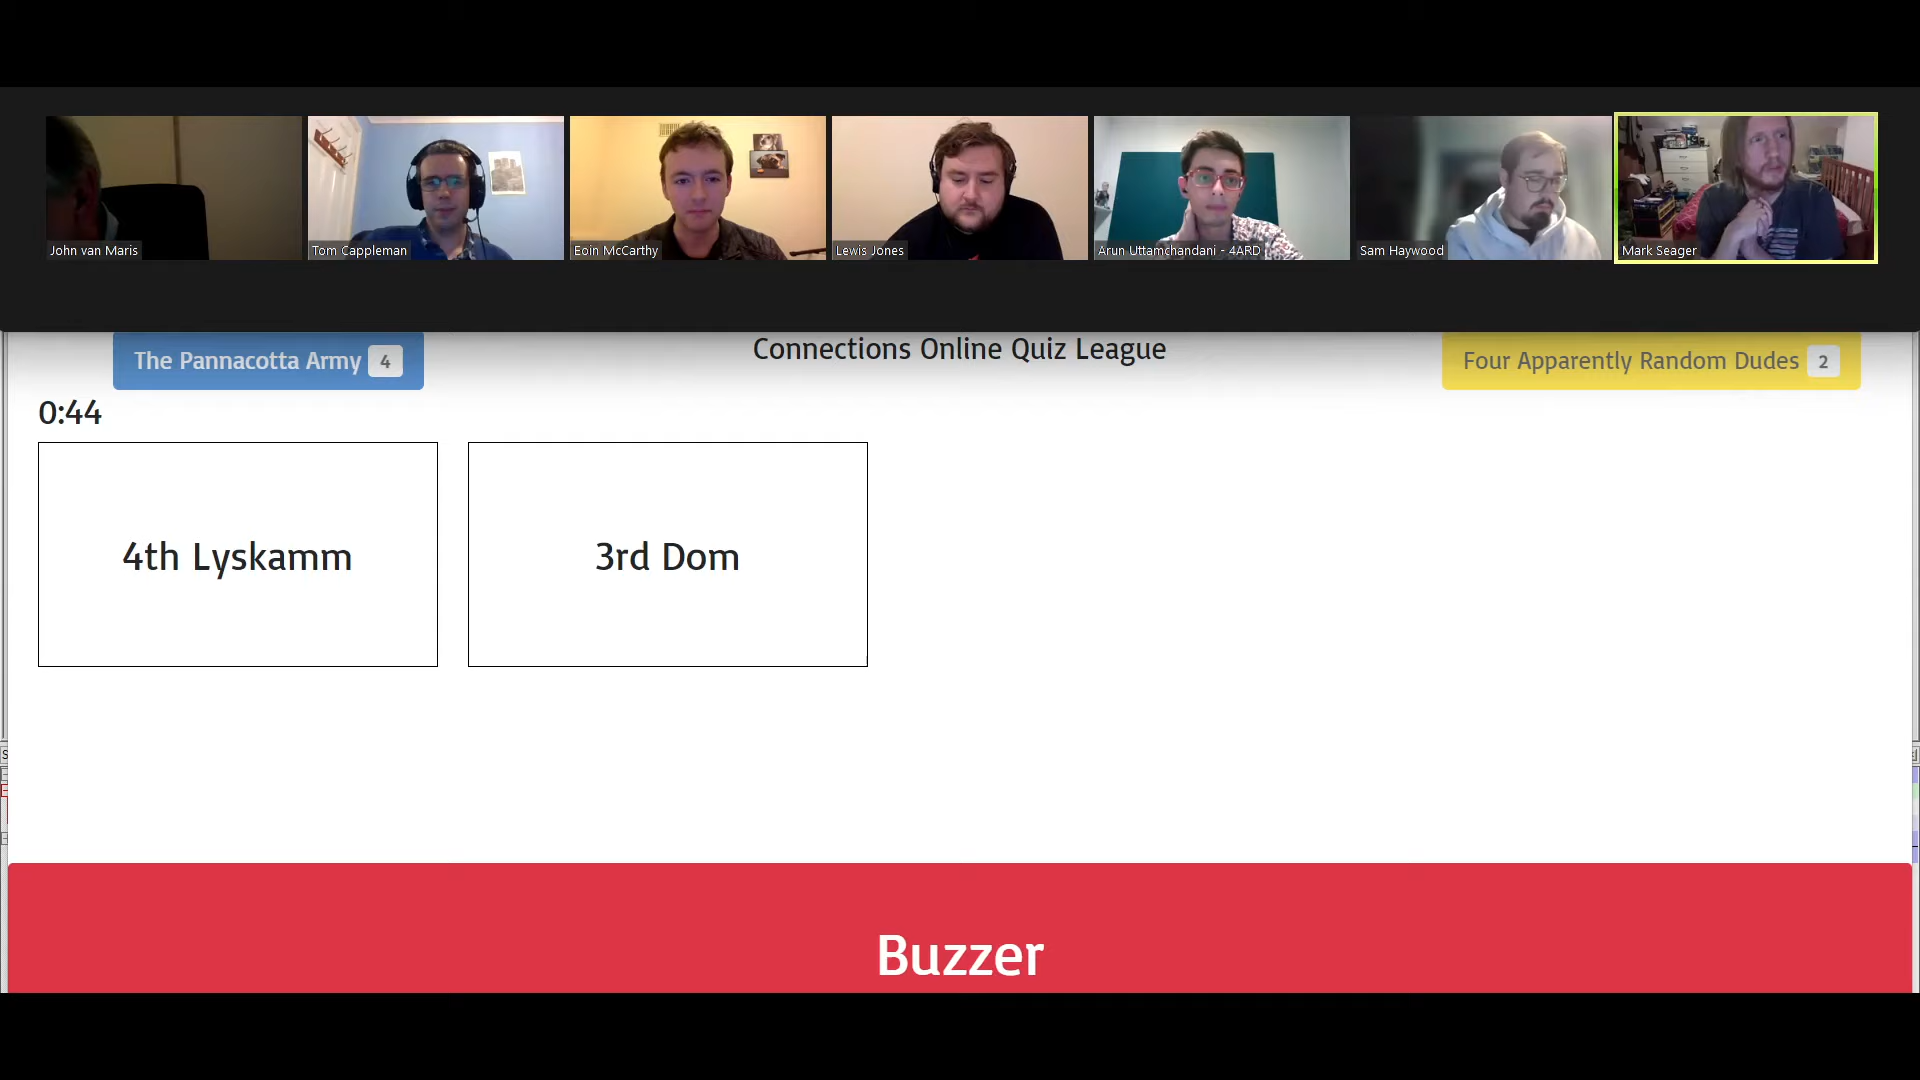 John van Maris
Tom Cappleman
Eoin McCarthy
Lewis Jones
Arun Uttamchandani - 4ARD
Sam Haywood
Mark Seager
The Pannacotta Army 4
Connections Online Quiz League
Four Apparently Random Dudes 2
0:44
4th Lyskamm
3rd Dom
Buzzer